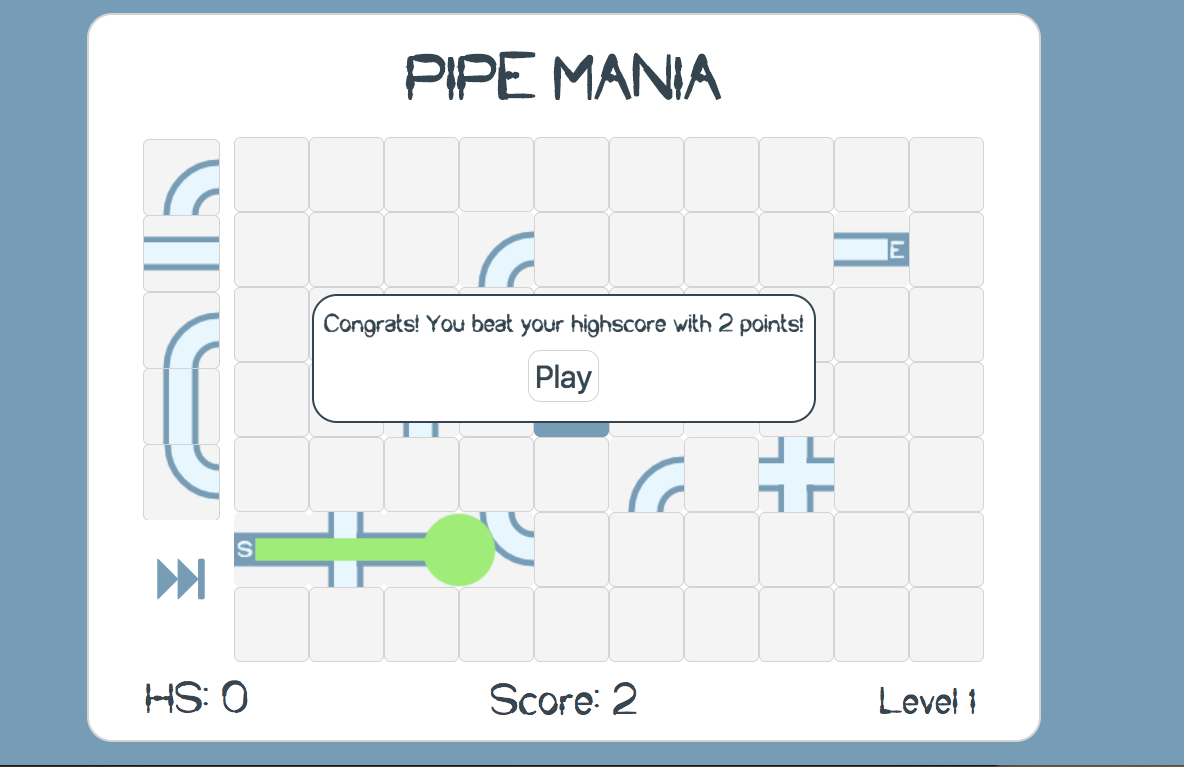 PIPE MANIA
E
Congrats! You beat your highscore with 2 points!
Play
S
HS: 0
Score: 2
Level 1